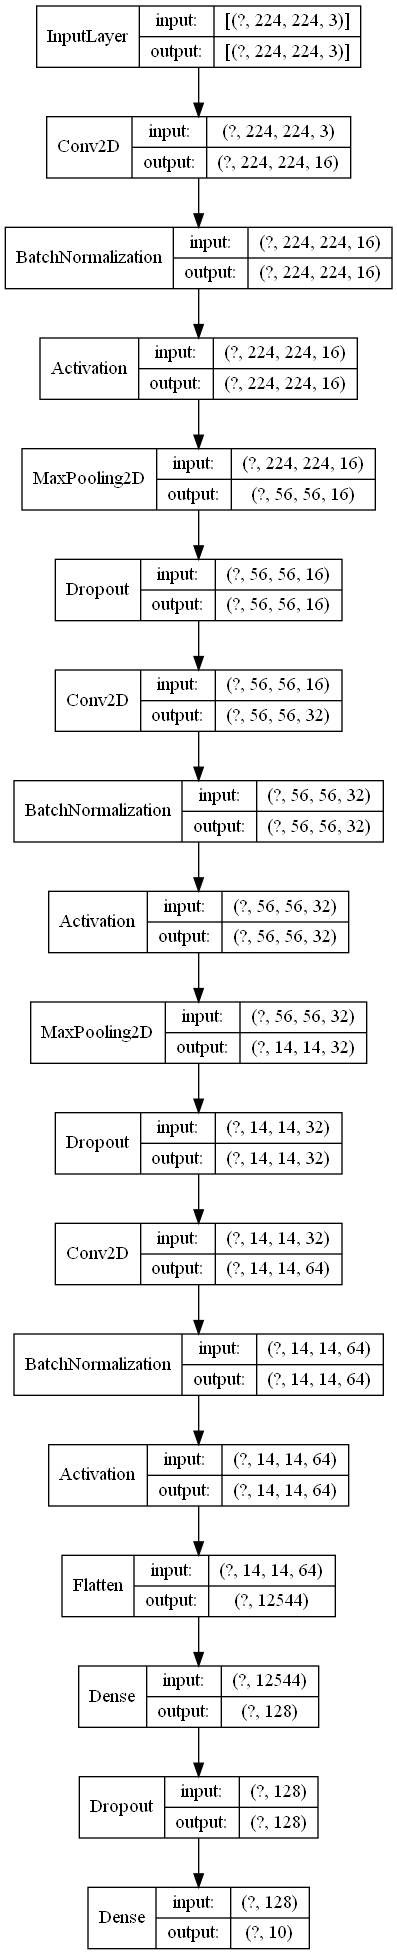 InputLayer
input: [(?, 224, 224, 3)]
output: [(?, 224, 224, 3)]
Conv2D
input: (?, 224, 224, 3)
output: (?, 224, 224, 16)
BatchNormalization
input: (?, 224, 224, 16)
output: (?, 224, 224, 16)
Activation
input: (?, 224, 224, 16)
output: (?, 224, 224, 16)
MaxPooling2D
input: (?, 224, 224, 16)
output: (?, 56, 56, 16)
Dropout
input: (?, 56, 56, 16)
output: (?, 56, 56, 16)
Conv2D
input: (?, 56, 56, 16)
output: (?, 56, 56, 32)
BatchNormalization
input: (?, 56, 56, 32)
output: (?, 56, 56, 32)
Activation
input: (?, 56, 56, 32)
output: (?, 56, 56, 32)
MaxPooling2D
input: (?, 56, 56, 32)
output: (?, 14, 14, 32)
Dropout
input: (?, 14, 14, 32)
output: (?, 14, 14, 32)
Conv2D
input: (?, 14, 14, 32)
output: (?, 14, 14, 64)
BatchNormalization
input: (?, 14, 14, 64)
output: (?, 14, 14, 64)
Activation
input: (?, 14, 14, 64)
output: (?, 14, 14, 64)
Flatten
input: (?, 14, 14, 64)
output: (?, 12544)
Dense
input: (?, 12544)
output: (?, 128)
Dropout
input: (?, 128)
output: (?, 128)
Dense
input: (?, 128)
output: (?, 10)